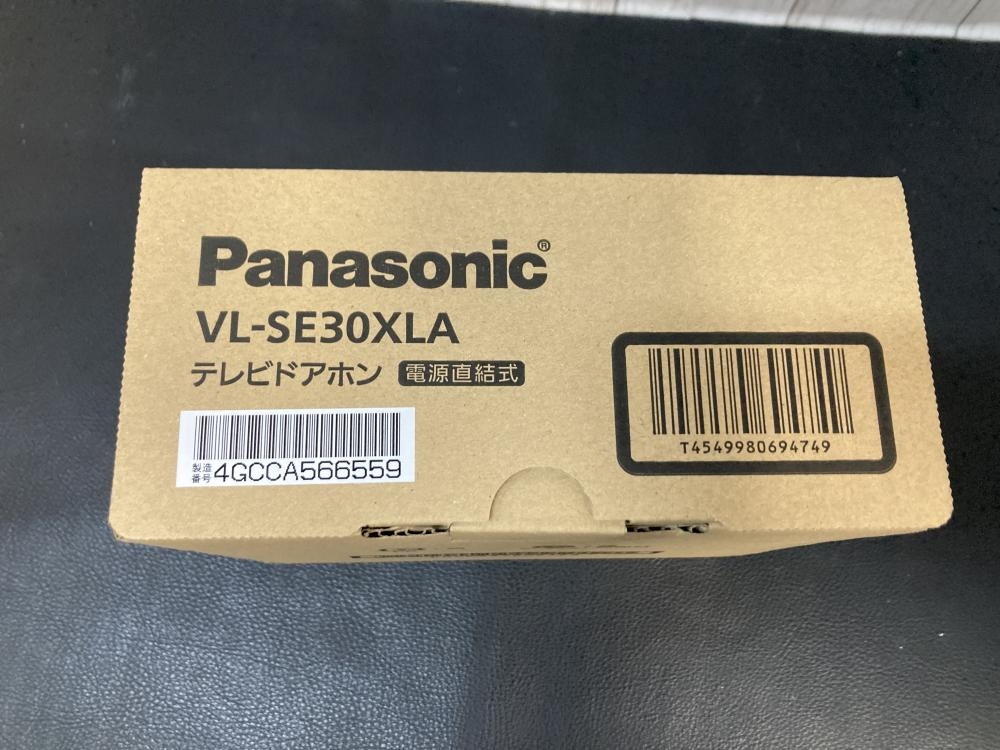 Panasonic®
VL-SE30XLA
テレビドアホン 電源直結式
製造番号 4GCCA566559
T4549980694749